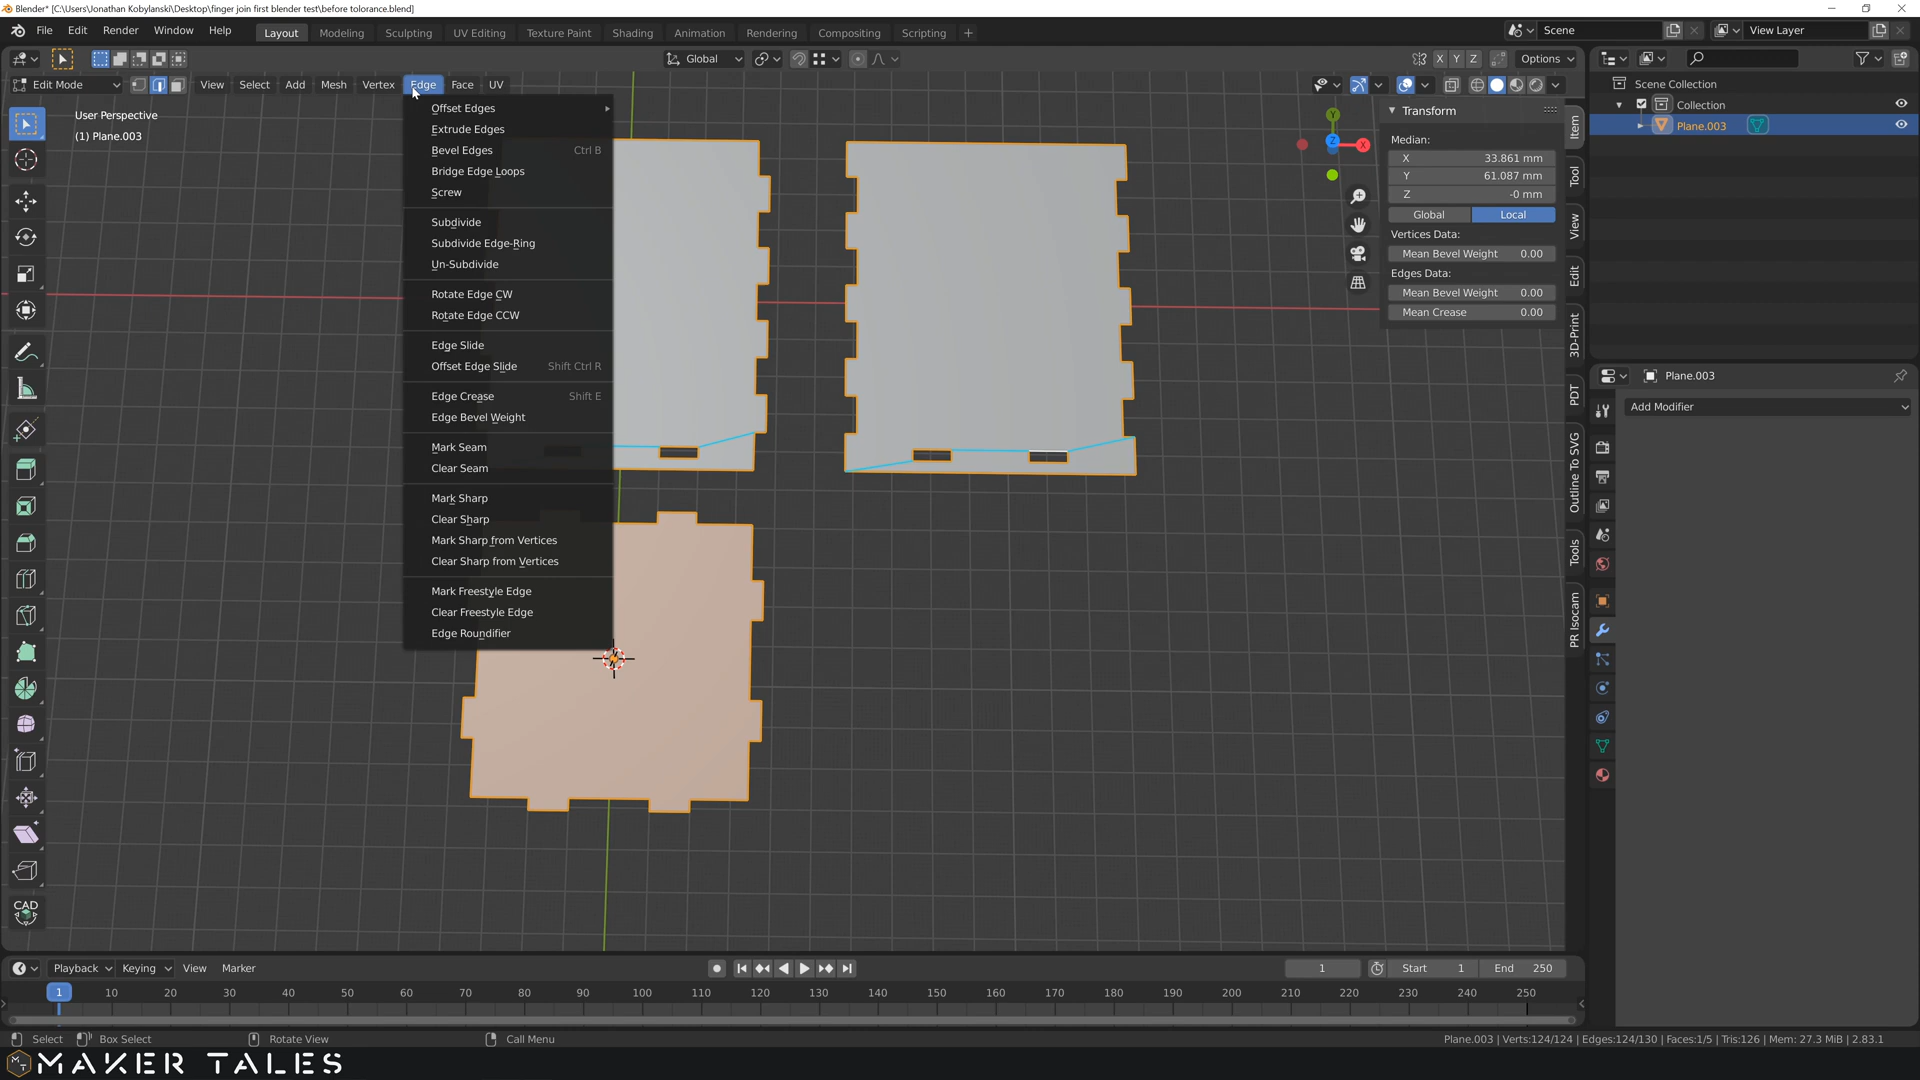 Blender* [C:\Users\Jonathan Kobylanski\Desktop\finger join first blender test\before tolorance.blend]
File Edit Render Window Help Layout Modeling Sculpting UV Editing Texture Paint Shading Animation Rendering Compositing Scripting + Scene View Layer
Global X Y Z Options
Edit Mode View Select Add Mesh Vertex Edge Face UV
User Perspective
(1) Plane.003
Offset Edges
Extrude Edges
Bevel Edges Ctrl B
Bridge Edge Loops
Screw
Subdivide
Subdivide Edge-Ring
Un-Subdivide
Rotate Edge CW
Rotate Edge CCW
Edge Slide
Offset Edge Slide Shift Ctrl R
Edge Crease Shift E
Edge Bevel Weight
Mark Seam
Clear Seam
Mark Sharp
Clear Sharp
Mark Sharp from Vertices
Clear Sharp from Vertices
Mark Freestyle Edge
Clear Freestyle Edge
Edge Roundifier
CAD
Y
Z
X
Transform
Median:
X 33.861 mm
Y 61.087 mm
Z -0 mm
Global Local
Vertices Data:
Mean Bevel Weight 0.00
Edges Data:
Mean Bevel Weight 0.00
Mean Crease 0.00
Item
Tool
View
Edit
3D-Print
PDT
Outline To SVG
Tools
PR Isocam
Scene Collection
Collection
Plane.003
Plane.003
Add Modifier
Playback Keying View Marker 1 Start 1 End 250
1 10 20 30 40 50 60 70 80 90 100 110 120 130 140 150 160 170 180 190 200 210 220 230 240 250
Select Box Select Rotate View Call Menu Plane.003 | Verts:124/124 | Edges:124/130 | Faces:1/5 | Tris:126 | Mem: 27.3 MiB | 2.83.1
MAKER TALES